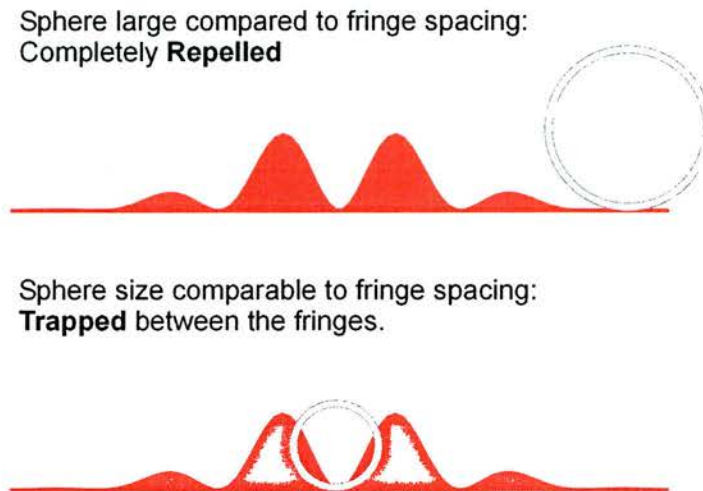 Sphere large compared to fringe spacing:
Completely Repelled
Sphere size comparable to fringe spacing:
Trapped between the fringes.